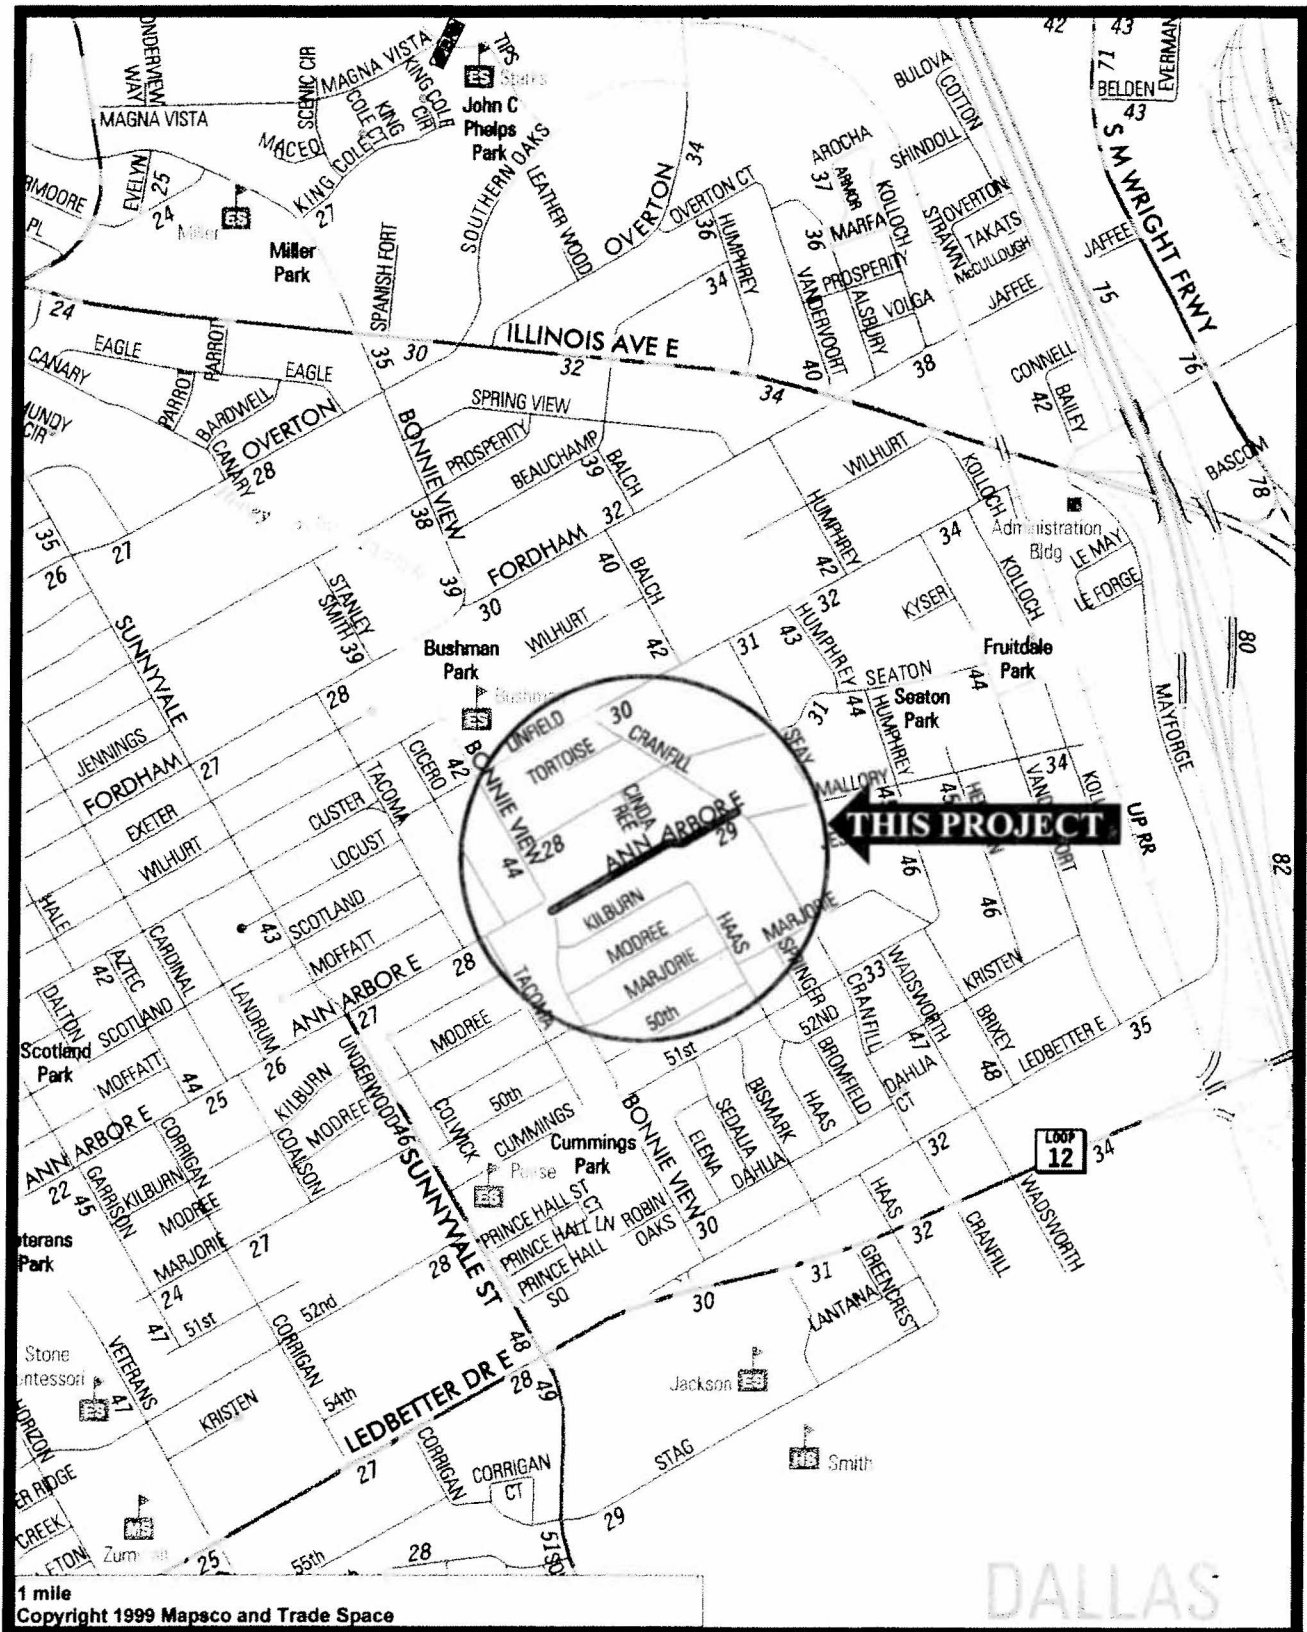 MAGNA VISTA
TIPS
42
43
SCENIC CIR
KING COLE CIR
ES
BULOVA
COTTON
71
BELDEN
43
EVERMAN
WAY
MAGNA VISTA
KING COLE CT
John C
Phelps
Park
MACEO
KING COLE
27
SOUTHERN OAKS
LEATHER WOOD
OVERTON
34
AROCHA
37
SHINDOLL
S M WRIGHT FRWY
EVELYN
25
24
ES
PL
Miller
Park
SPANISH FORT
OVERTON CT
36
HUMPHREY
34
ARMOR
MARFA
KOLLOCH
36
PROSPERITY
VANDERVOORT
ALSBURY
VOLGA
STRAWN
OVERTON
TAKATS
McCULLOUGH
JAFFEE
JAFFEE
75
76
24
ILLINOIS AVE E
35
30
32
34
40
38
CANARY
EAGLE
PARROT
EAGLE
PARROT
BARDWELL
CANARY
28
OVERTON
CIR
BONNIE VIEW
38
SPRING VIEW
PROSPERITY
BEAUCHAMP
39
BALCH
CONNELL
42
BAILEY
WILHURT
KOLLOCH
BASCOM
78
35
27
26
39
FORDHAM
32
30
40
BALCH
HUMPHREY
42
34
Administration
Bldg
LE MAY
LE FORGE
KOLLOCH
SUNNYVALE
STANLEY
SMITH
39
Bushman
Park
WILHURT
42
31
43
HUMPHREY
32
KYSER
Fruitdale
Park
80
28
ES
SEATON
44
Seaton
Park
31
44
HUMPHREY
MAYFORGE
JENNINGS
FORDHAM
27
EXETER
WILHURT
CUSTER
TACOMA
LOCUST
CICERO
42
BONNIE VIEW
44
LINFIELD
30
TORTOISE
CRANFILL
CINDA
REE
28
ANN ARBOR E
29
SEAY
MALLORY
34
THIS PROJECT
UP RR
82
46
46
HALE
CARDINAL
43
SCOTLAND
MOFFATT
KILBURN
MODREE
MARJORIE
50th
HAAS
MARJORIE
SPRINGER
33
WADSWORTH
KRISTEN
AZTEC
42
DALTON
SCOTLAND
LANDRUM
ANN ARBOR E
28
27
26
MODREE
TACOMA
52ND
CRANFILL
47
BRIXEY
48
LEDBETTER E
35
Scotland
Park
MOFFATT
44
25
KILBURN
MODREE
UNDERWOOD
46
COLWICK
50th
CUMMINGS
51st
BONNIE VIEW
SEDALIA
BISMARK
HAAS
BROMFIELD
DAHLIA
CT
ANN ARBOR E
22
45
GARRISON
KILBURN
CORRIGAN
MODREE
COALSON
SUNNYVALE ST
Cummings
Park
ES
ELENA
DAHLIA
32
LOOP
12
34
Park
MARJORIE
27
24
51st
47
PRINCE HALL ST
CT
PRINCE HALL LN
PRINCE HALL
SQ
ROBIN
OAKS
30
HAAS
32
CRANFILL
WADSWORTH
28
52nd
30
31
GREENCREST
LANTANA
Stone
ES
VETERANS
47
CORRIGAN
54th
48
49
LEDBETTER DR E
28
Jackson
ES
HORIZON
KRISTEN
27
CORRIGAN
CORRIGAN
CT
STAG
HS
Smith
CREEK
MS
25
55th
28
29
1 mile
Copyright 1999 Mapsco and Trade Space
DALLAS